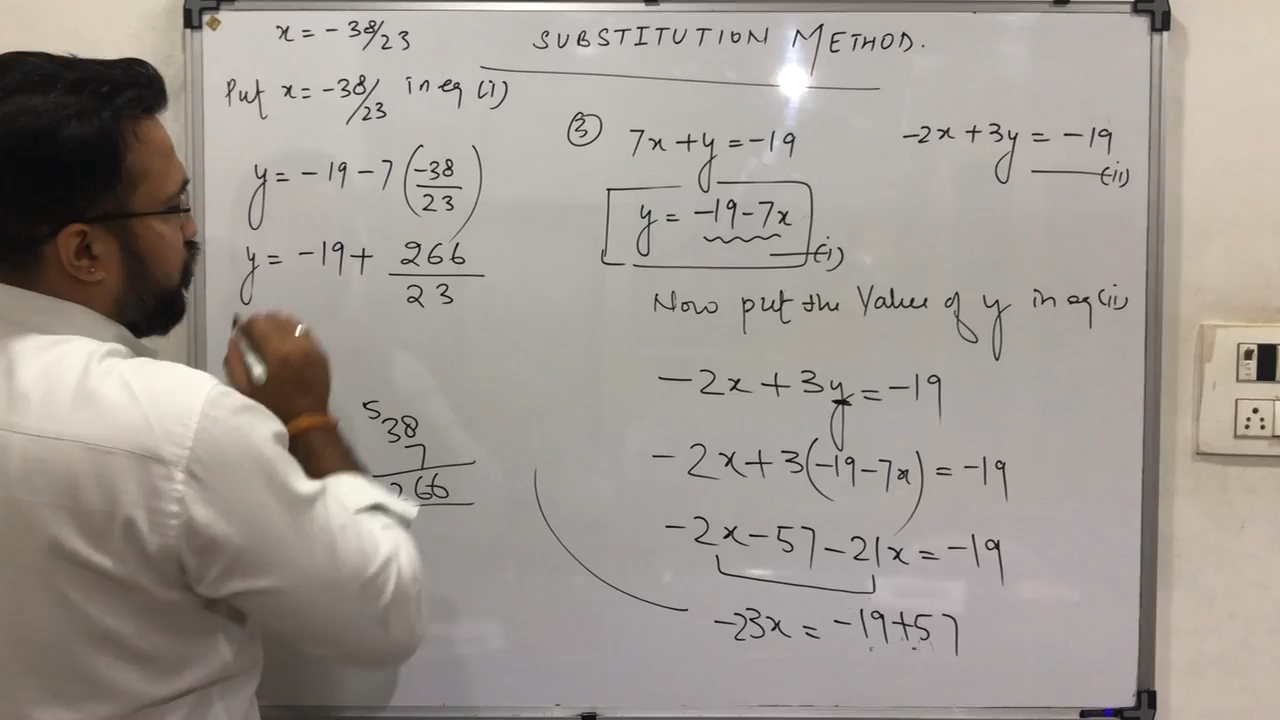 SUBSTITUTION METHOD.
x = -38/23
Put x = -38/23 in eq (i)
y = -19 - 7(-38/23)
y = -19 + 266/23
5
38
7
266
③ 7x + y = -19
-2x + 3y = -19 (ii)
y = -19 - 7x (i)
Now put the Value of y in eq (ii)
-2x + 3y = -19
-2x + 3(-19 - 7x) = -19
-2x - 57 - 21x = -19
-23x = -19 + 57